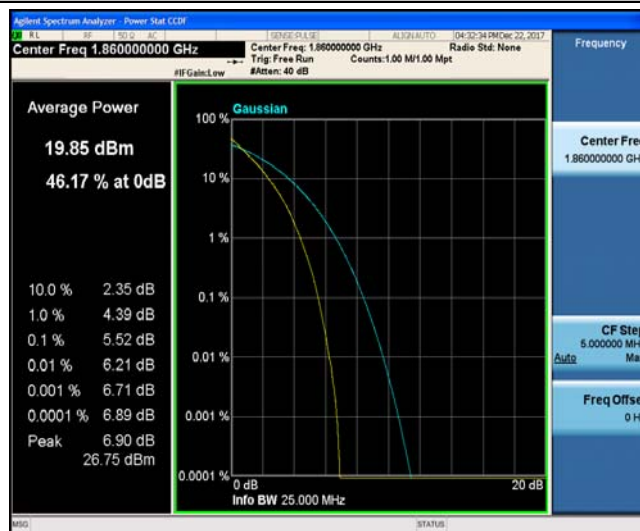 Agilent Spectrum Analyzer - Power Stat CCDF
RL RF 50 Ω AC SENSE:PULSE ALIGN AUTO 04:32:34 PM Dec 22, 2017
Center Freq 1.860000000 GHz
Center Freq: 1.860000000 GHz Radio Std: None
Trig: Free Run Counts:1.00 M/1.00 Mpt
#IFGain:Low #Atten: 40 dB
Frequency
Average Power
19.85 dBm
46.17 % at 0dB
10.0 % 2.35 dB
1.0 % 4.39 dB
0.1 % 5.52 dB
0.01 % 6.21 dB
0.001 % 6.71 dB
0.0001 % 6.89 dB
Peak 6.90 dB
26.75 dBm
Gaussian
100 %
10 %
1 %
0.1 %
0.01 %
0.001 %
0.0001 %
0 dB 20 dB
Info BW 25.000 MHz
Center Fre
1.860000000 GH
CF Step
5.000000 MH
Auto Ma
Freq Offse
0 H
MSG STATUS